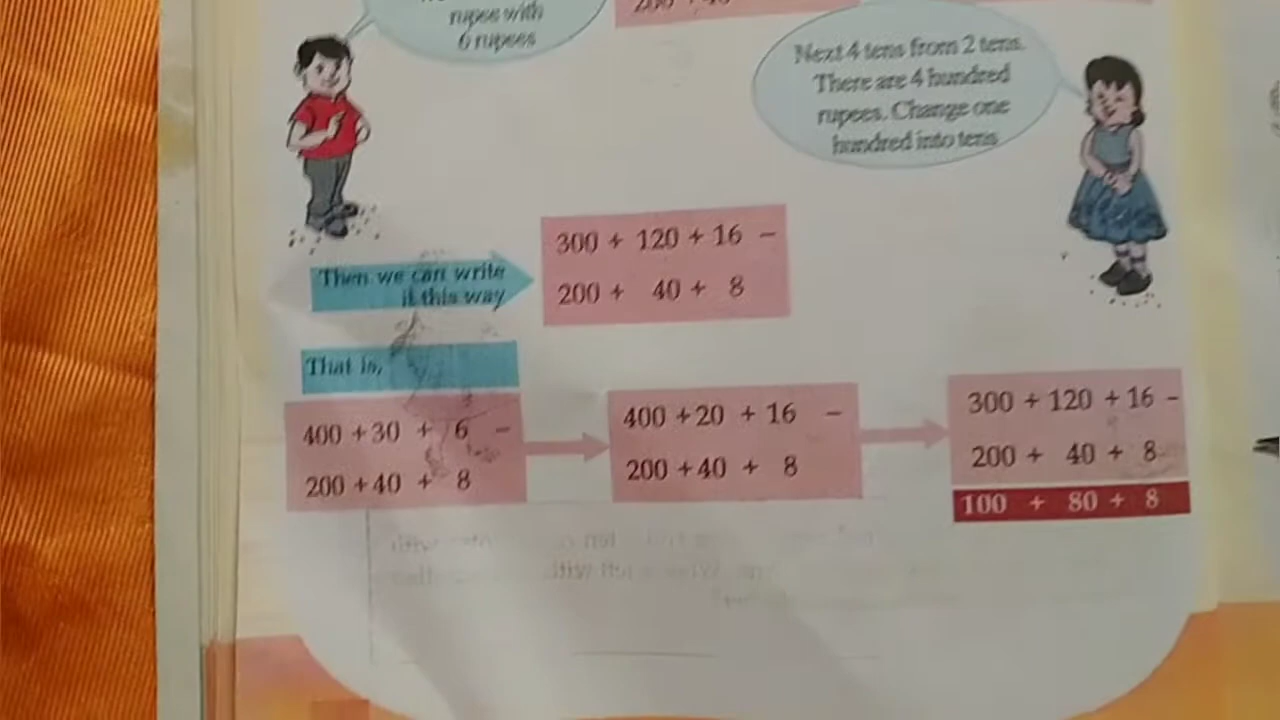 rupee with
6 rupees
Next 4 tens from 2 tens.
There are 4 hundred
rupees. Change one
hundred into tens
Then we can write
it this way
300 + 120 + 16 -
200 + 40 + 8
That is,
400 + 30 + 6 -
200 + 40 + 8
400 + 20 + 16 -
200 + 40 + 8
300 + 120 + 16 -
200 + 40 + 8
100 + 80 + 8